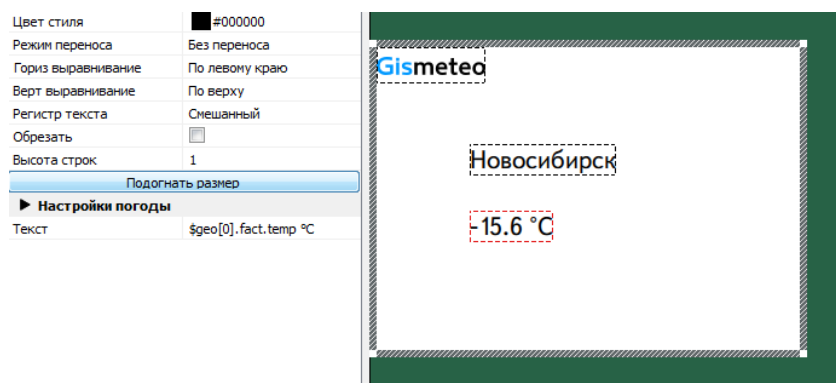 Цвет стиля #000000
Режим переноса Без переноса
Гориз выравнивание По левому краю
Верт выравнивание По верху
Регистр текста Смешанный
Обрезать
Высота строк 1
Подогнать размер
Настройки погоды
Текст $geo[0].fact.temp ºC
Gismeteo
Новосибирск
-15.6 °C